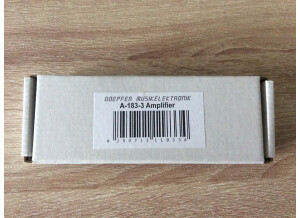 DOEPFER MUSIKELEKTRONIK
A-183-3 Amplifier